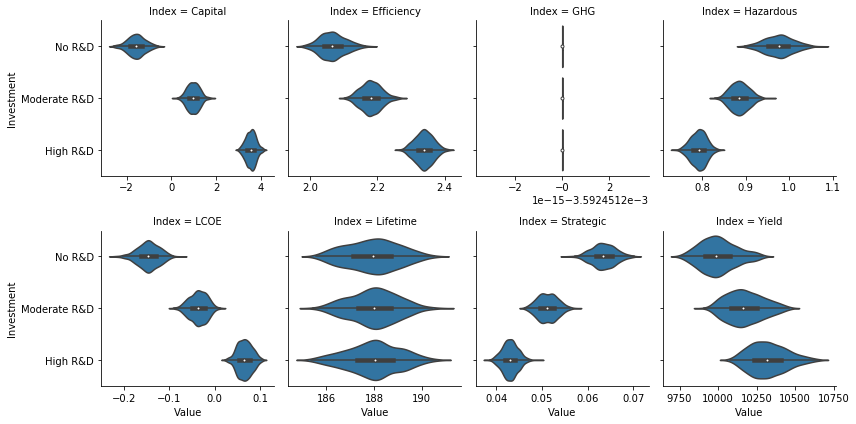 Index = Capital
Index = Efficiency
Index = GHG
Index = Hazardous
Investment
No R&D
Moderate R&D
High R&D
−2 0 2 4
2.0 2.2 2.4
−2 0 2
1e−15−3.5924512e−3
0.8 0.9 1.0 1.1
Index = LCOE
Index = Lifetime
Index = Strategic
Index = Yield
Investment
No R&D
Moderate R&D
High R&D
−0.2 −0.1 0.0 0.1
186 188 190
0.04 0.05 0.06 0.07
9750 10000 10250 10500 10750
Value
Value
Value
Value